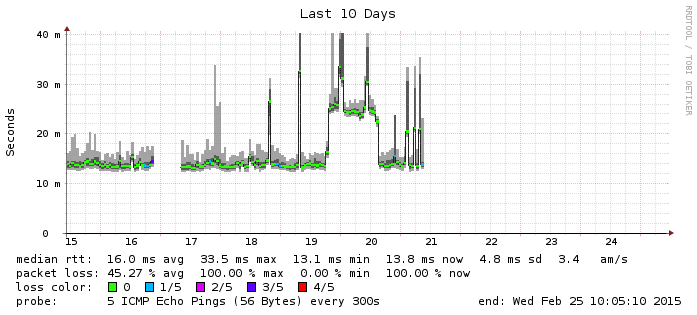 Last 10 Days
RRDTOOL / TOBI OETIKER
Seconds
40 m
30 m
20 m
10 m
0
15 16 17 18 19 20 21 22 23 24
median rtt: 16.0 ms avg 33.5 ms max 13.1 ms min 13.8 ms now 4.8 ms sd 3.4 am/s
packet loss: 45.27 % avg 100.00 % max 0.00 % min 100.00 % now
loss color: 0 1/5 2/5 3/5 4/5
probe: 5 ICMP Echo Pings (56 Bytes) every 300s end: Wed Feb 25 10:05:10 2015